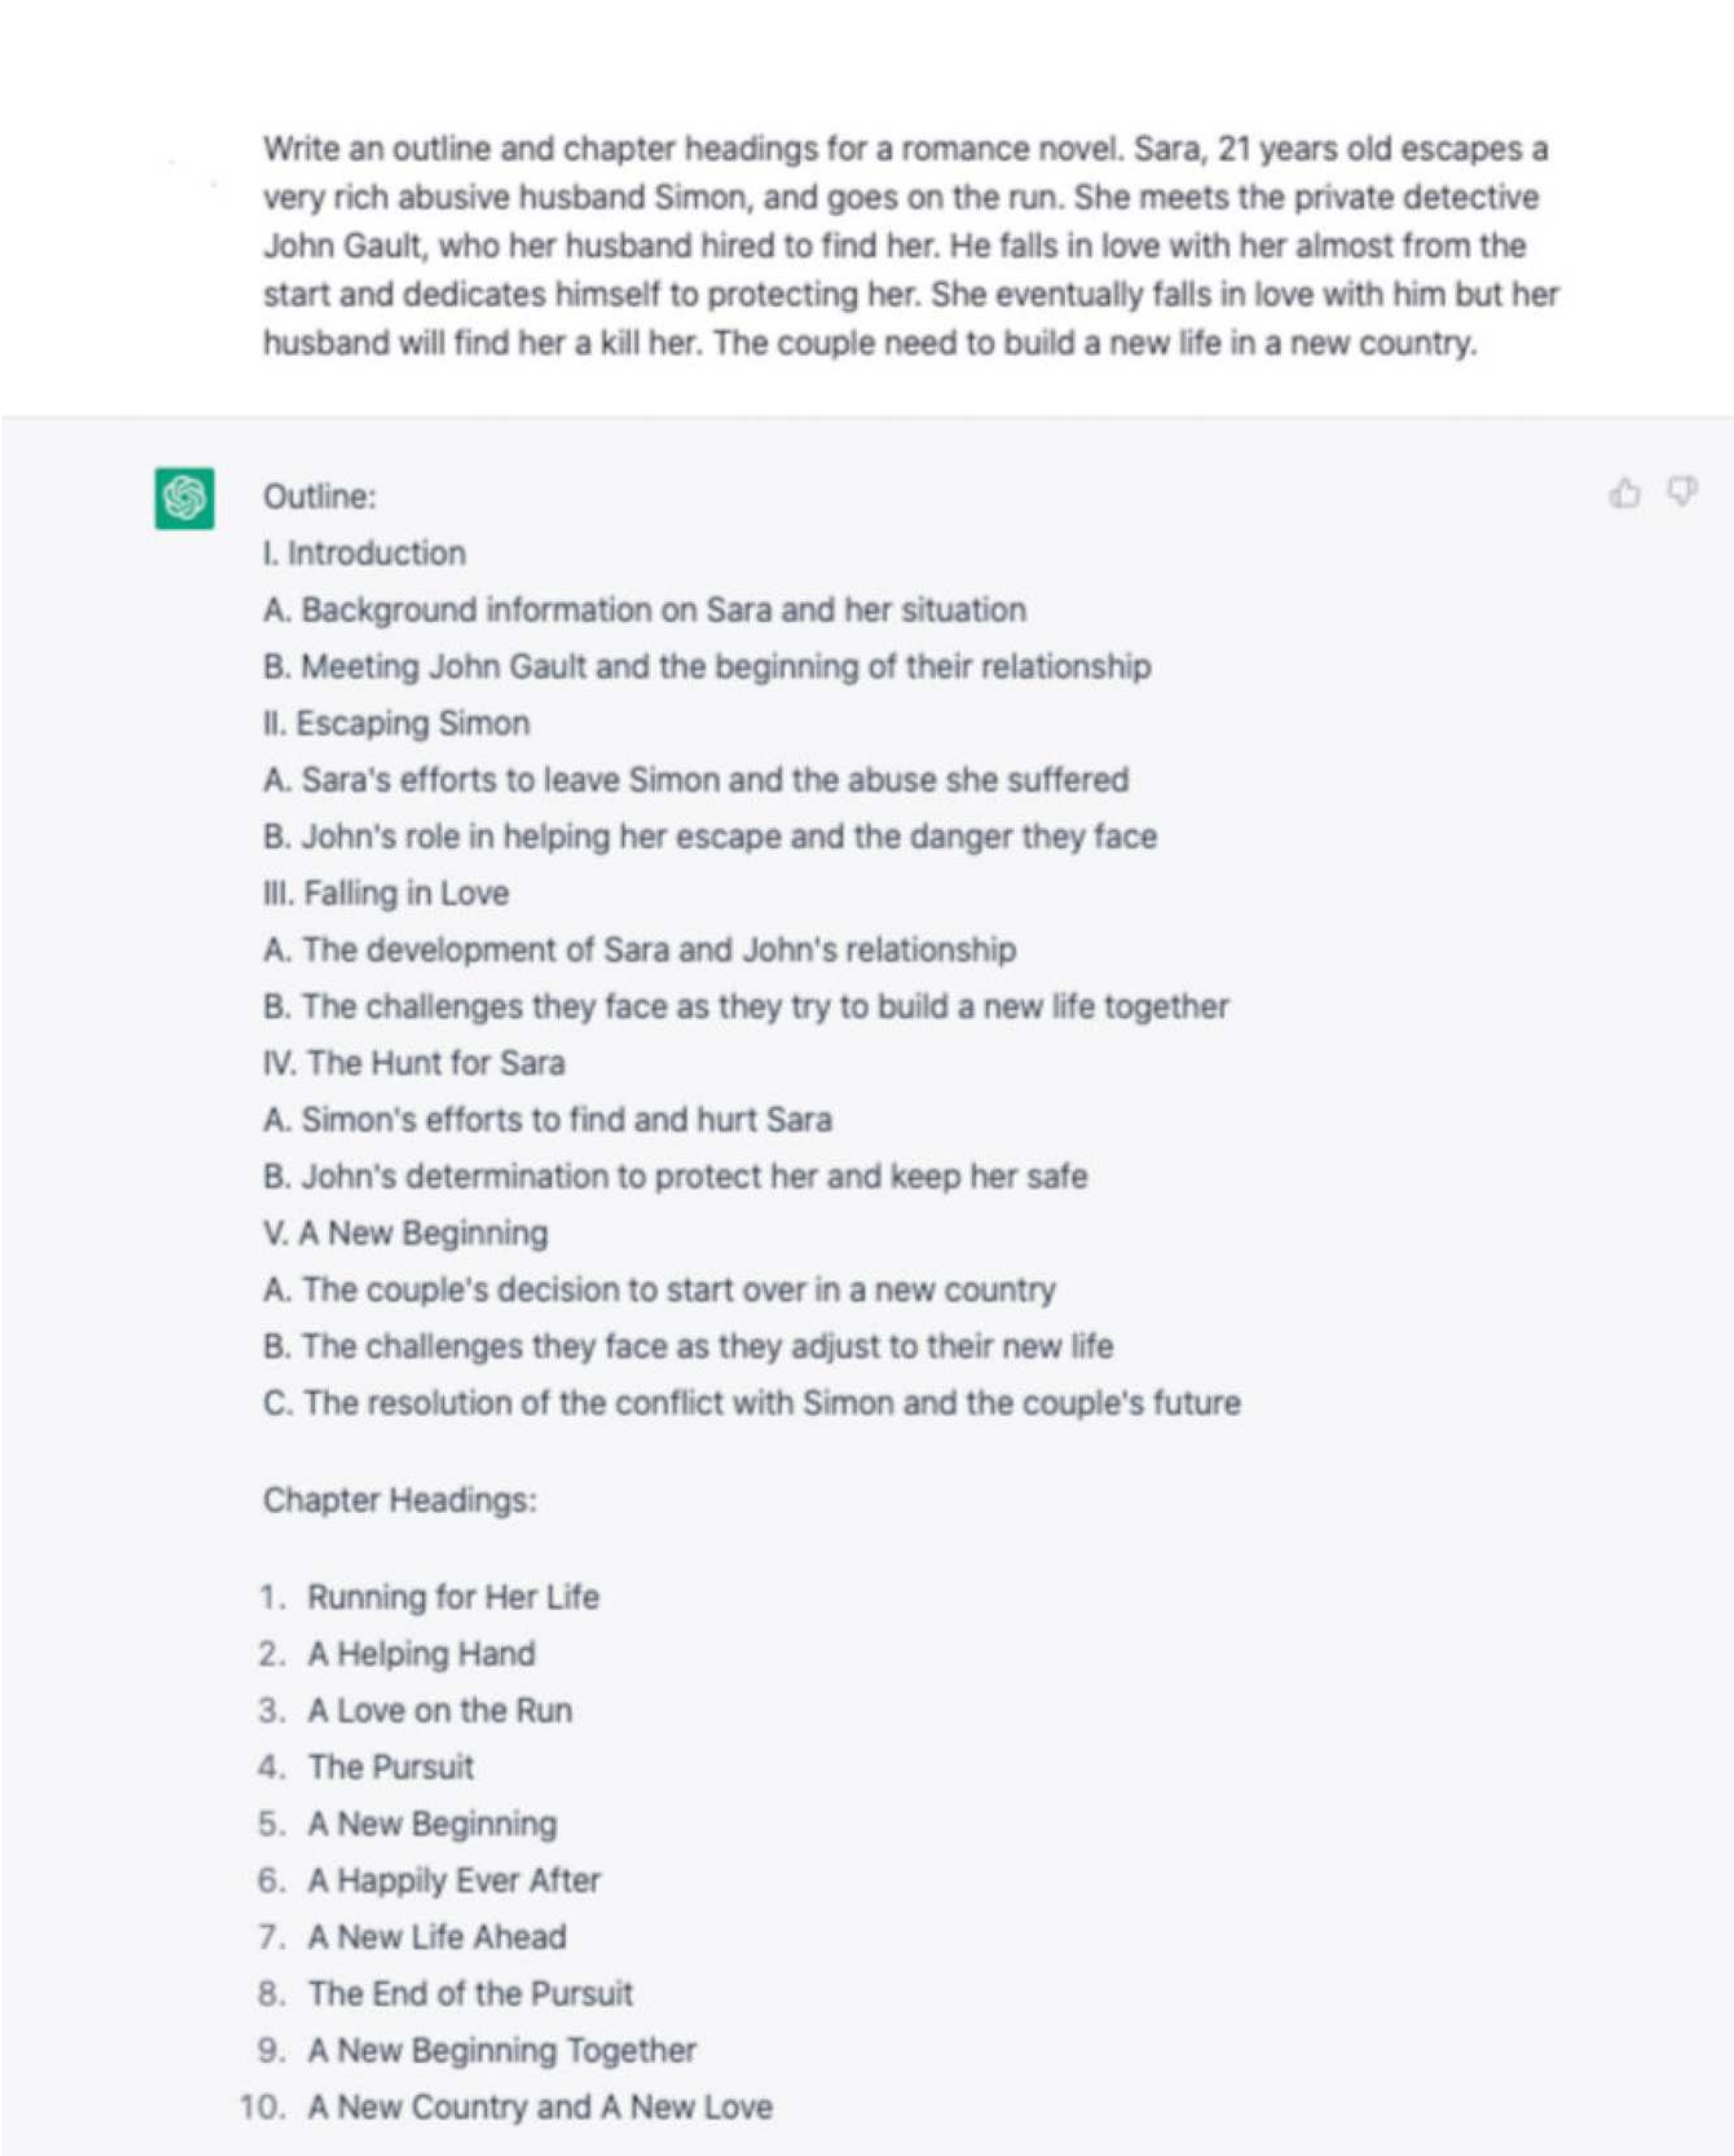 Write an outline and chapter headings for a romance novel. Sara, 21 years old escapes a
very rich abusive husband Simon, and goes on the run. She meets the private detective
John Gault, who her husband hired to find her. He falls in love with her almost from the
start and dedicates himself to protecting her. She eventually falls in love with him but her
husband will find her a kill her. The couple need to build a new life in a new country.
Outline:
I. Introduction
A. Background information on Sara and her situation
B. Meeting John Gault and the beginning of their relationship
II. Escaping Simon
A. Sara's efforts to leave Simon and the abuse she suffered
B. John's role in helping her escape and the danger they face
III. Falling in Love
A. The development of Sara and John's relationship
B. The challenges they face as they try to build a new life together
IV. The Hunt for Sara
A. Simon's efforts to find and hurt Sara
B. John's determination to protect her and keep her safe
V. A New Beginning
A. The couple's decision to start over in a new country
B. The challenges they face as they adjust to their new life
C. The resolution of the conflict with Simon and the couple's future
Chapter Headings:
1. Running for Her Life
2. A Helping Hand
3. A Love on the Run
4. The Pursuit
5. A New Beginning
6. A Happily Ever After
7. A New Life Ahead
8. The End of the Pursuit
9. A New Beginning Together
10. A New Country and A New Love